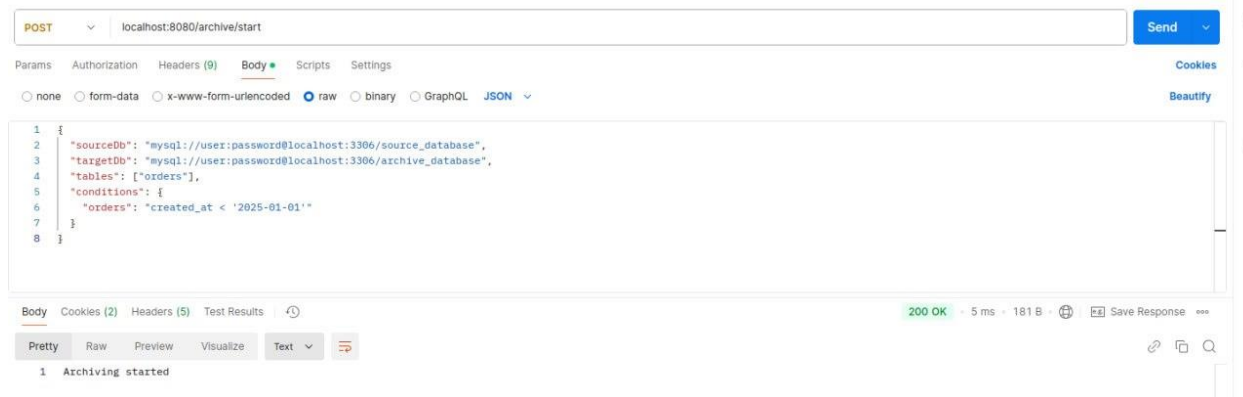 POST localhost:8080/archive/start Send
Params Authorization Headers (9) Body Scripts Settings Cookies
none form-data x-www-form-urlencoded raw binary GraphQL JSON Beautify
1 {
2 "sourceDb": "mysql://user:password@localhost:3306/source_database",
3 "targetDb": "mysql://user:password@localhost:3306/archive_database",
4 "tables": ["orders"],
5 "conditions": {
6 "orders": "created_at < '2025-01-01'"
7 }
8 }
Body Cookies (2) Headers (5) Test Results 200 OK 5 ms 181 B e.g. Save Response
Pretty Raw Preview Visualize Text
1 Archiving started